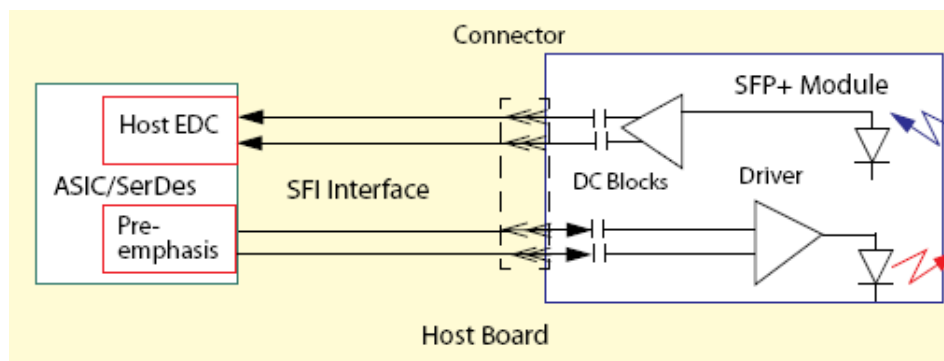 Connector
SFP+ Module
Host EDC
ASIC/SerDes
SFI Interface
DC Blocks
Driver
Pre-
emphasis
Host Board